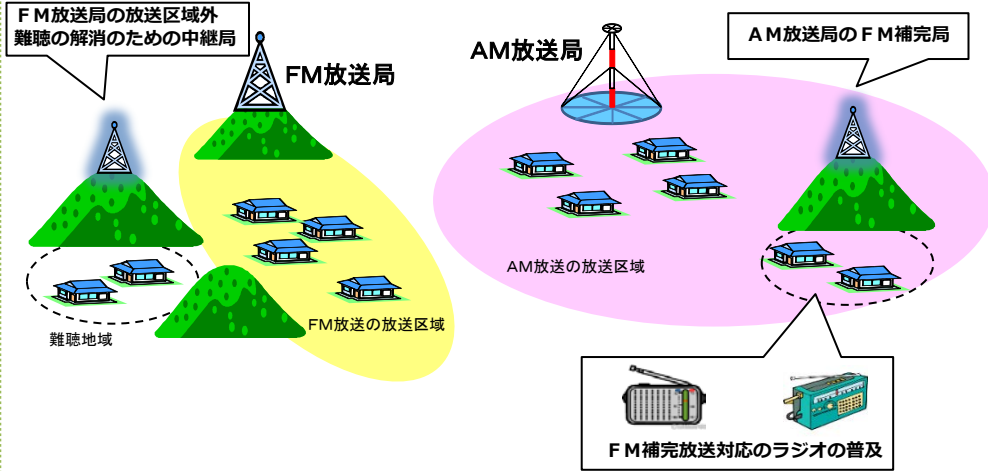 FM放送局の放送区域外
難聴の解消のための中継局
FM放送局
AM放送局
AM放送局のFM補完局
難聴地域
FM放送の放送区域
AM放送の放送区域
FM補完放送対応のラジオの普及